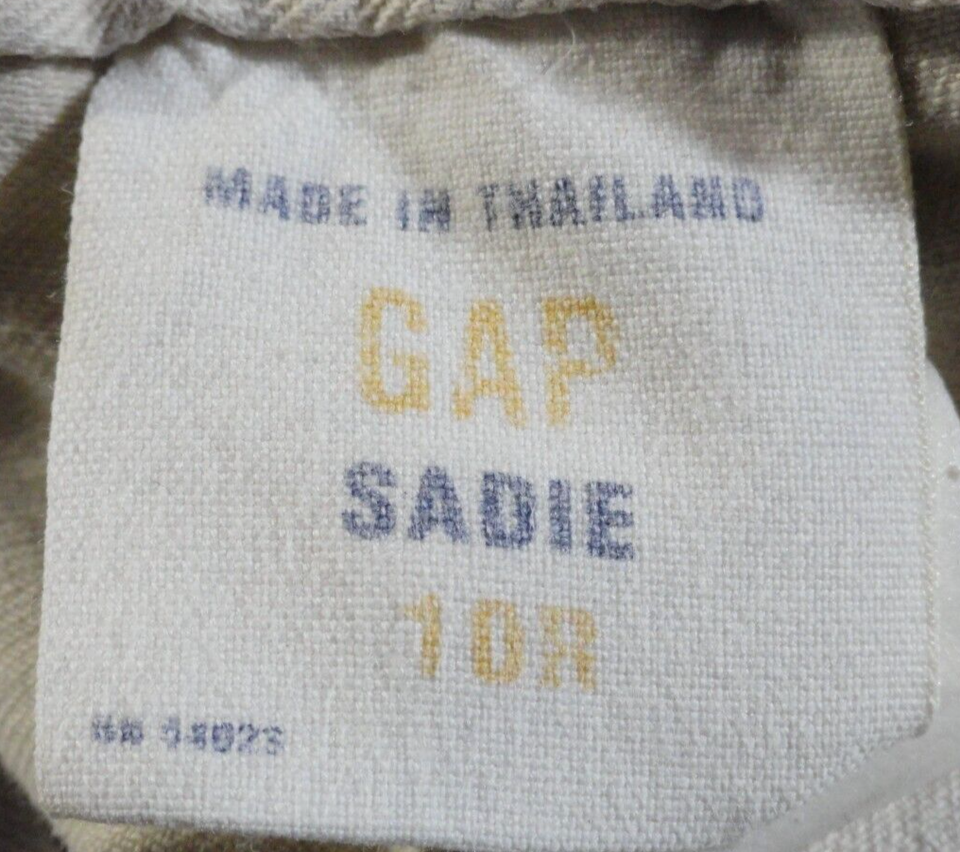 MADE IN THAILAND
GAP
SADIE
10R
RN 54023